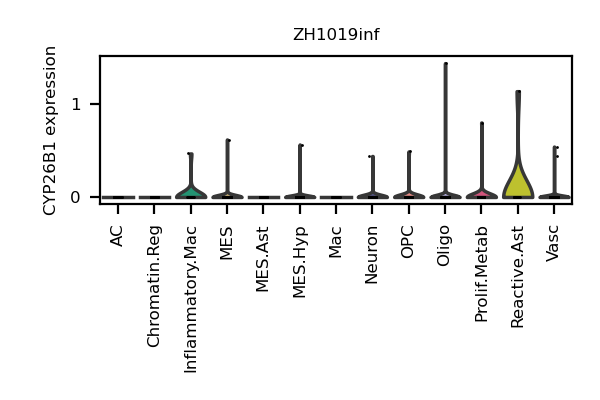 ZH1019inf
CYP26B1 expression
1
0
AC
Chromatin.Reg
Inflammatory.Mac
MES
MES.Ast
MES.Hyp
Mac
Neuron
OPC
Oligo
Prolif.Metab
Reactive.Ast
Vasc